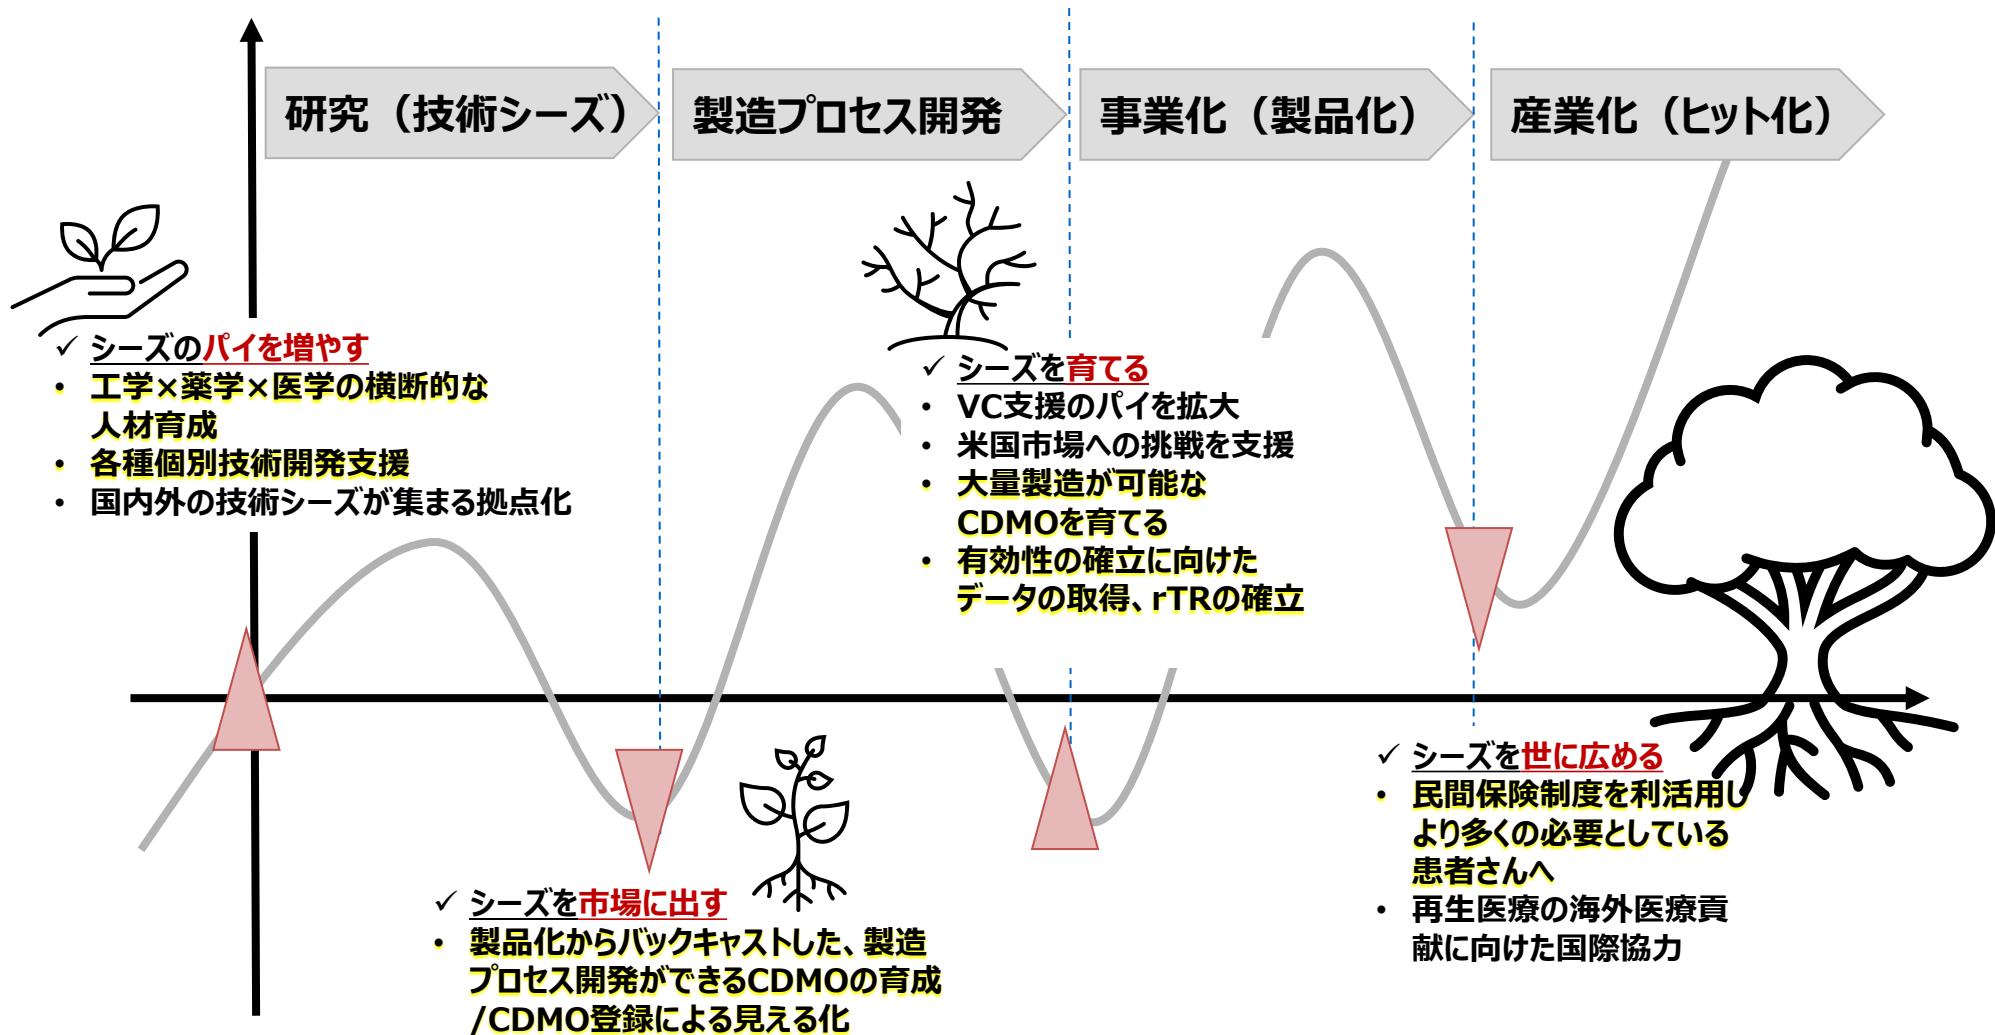 研究（技術シーズ）
製造プロセス開発
事業化（製品化）
産業化（ヒット化）
✓ シーズのパイを増やす
• 工学×薬学×医学の横断的な
人材育成
• 各種個別技術開発支援
• 国内外の技術シーズが集まる拠点化
✓ シーズを育てる
• VC支援のパイを拡大
• 米国市場への挑戦を支援
• 大量製造が可能な
CDMOを育てる
• 有効性の確立に向けた
データの取得、rTRの確立
✓ シーズを市場に出す
• 製品化からバックキャストした、製造
プロセス開発ができるCDMOの育成
/CDMO登録による見える化
✓ シーズを世に広める
• 民間保険制度を利活用し
より多くの必要としている
患者さんへ
• 再生医療の海外医療貢
献に向けた国際協力